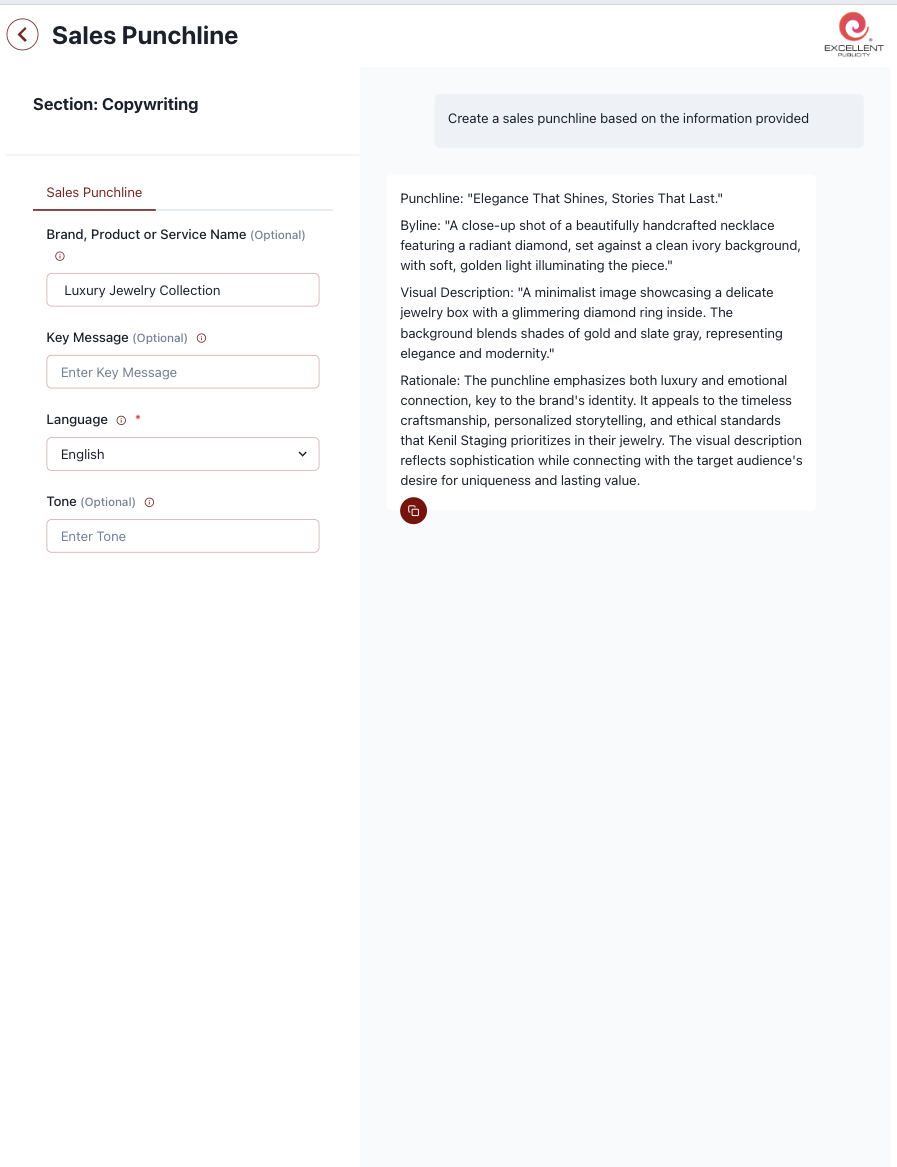 Sales Punchline
EXCELLENT
PUBLICITY
Section: Copywriting
Sales Punchline
Brand, Product or Service Name (Optional)
Luxury Jewelry Collection
Key Message (Optional)
Enter Key Message
Language *
English
Tone (Optional)
Enter Tone
Create a sales punchline based on the information provided
Punchline: "Elegance That Shines, Stories That Last."
Byline: "A close-up shot of a beautifully handcrafted necklace
featuring a radiant diamond, set against a clean ivory background,
with soft, golden light illuminating the piece."
Visual Description: "A minimalist image showcasing a delicate
jewelry box with a glimmering diamond ring inside. The
background blends shades of gold and slate gray, representing
elegance and modernity."
Rationale: The punchline emphasizes both luxury and emotional
connection, key to the brand's identity. It appeals to the timeless
craftsmanship, personalized storytelling, and ethical standards
that Kenil Staging prioritizes in their jewelry. The visual description
reflects sophistication while connecting with the target audience's
desire for uniqueness and lasting value.